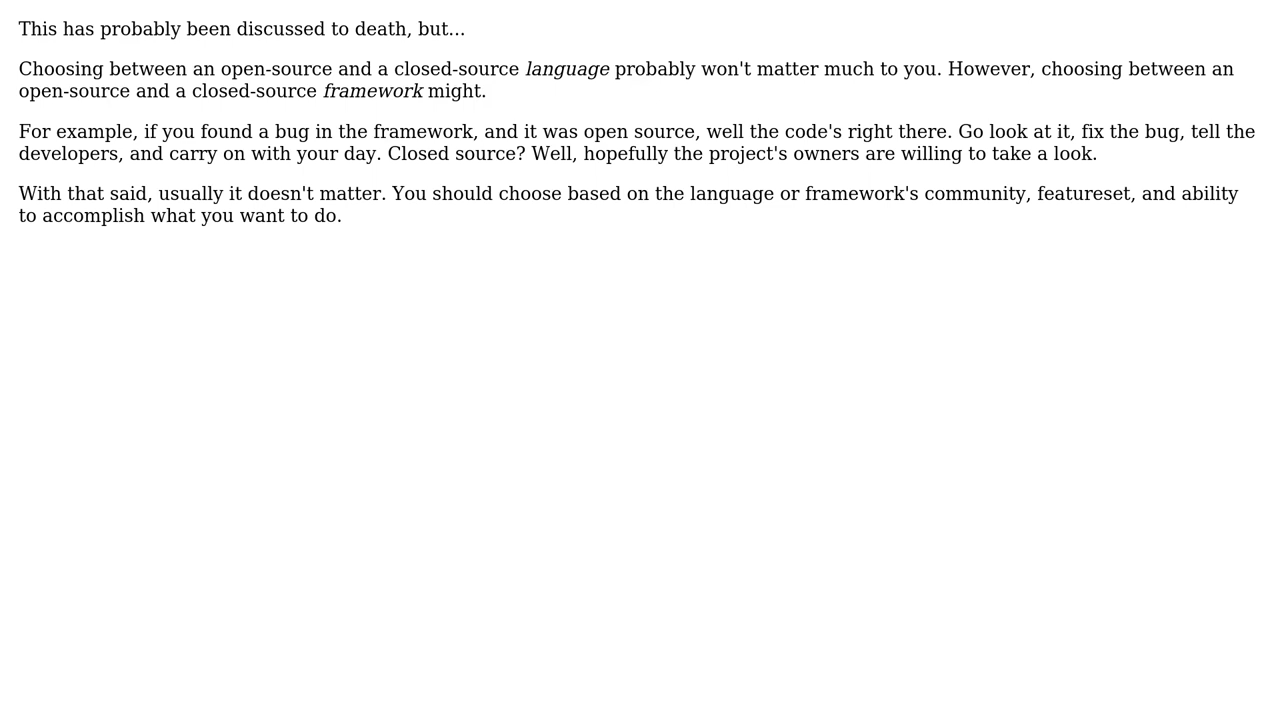 This has probably been discussed to death, but...
Choosing between an open-source and a closed-source language probably won't matter much to you. However, choosing between an
open-source and a closed-source framework might.
For example, if you found a bug in the framework, and it was open source, well the code's right there. Go look at it, fix the bug, tell the
developers, and carry on with your day. Closed source? Well, hopefully the project's owners are willing to take a look.
With that said, usually it doesn't matter. You should choose based on the language or framework's community, featureset, and ability
to accomplish what you want to do.